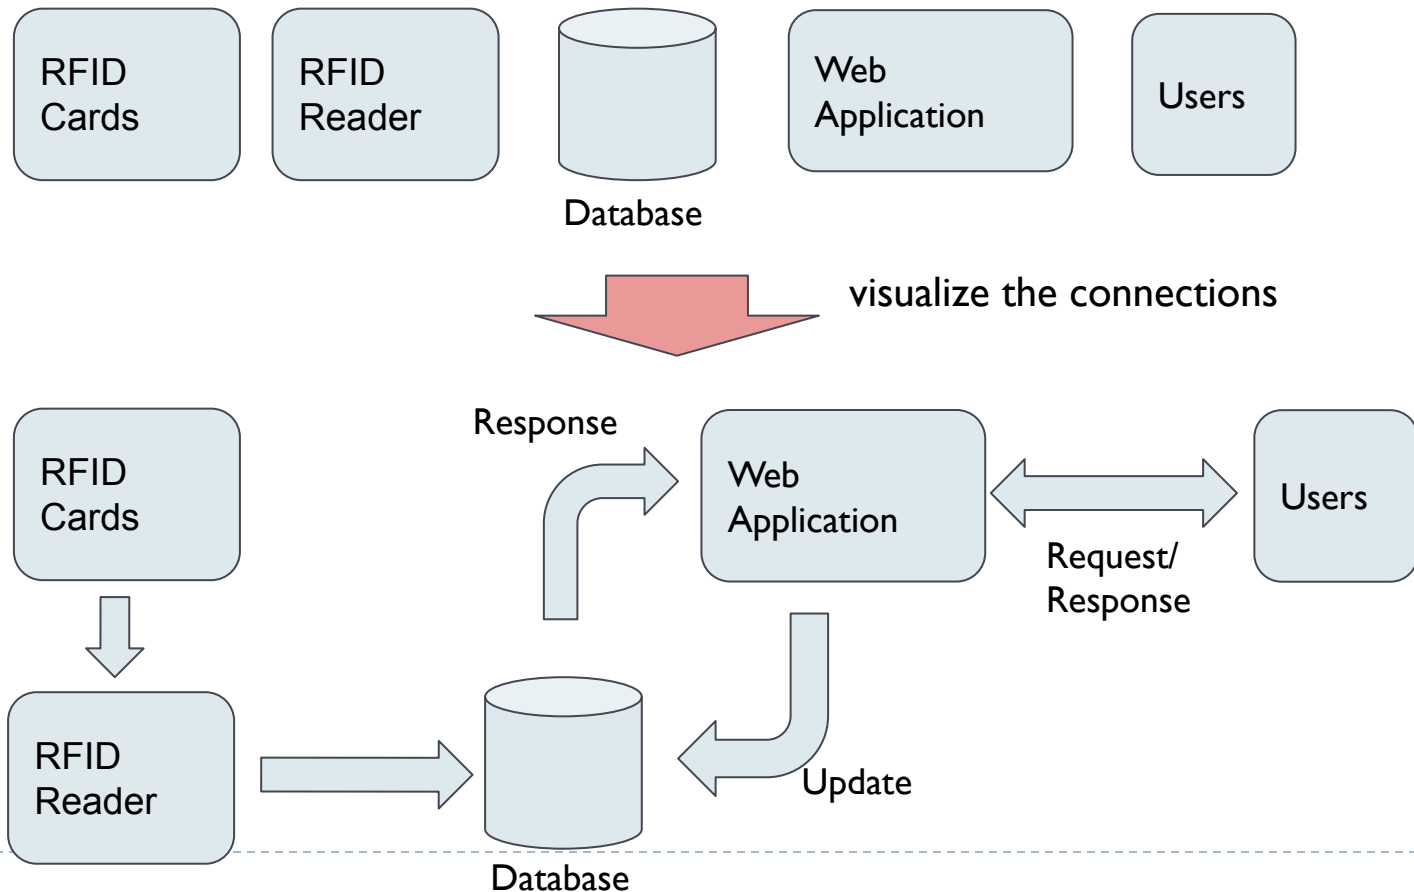 RFID
Cards
RFID
Reader
Database
Web
Application
Users
visualize the connections
RFID
Cards
Response
Web
Application
Request/
Response
Users
RFID
Reader
Update
Database